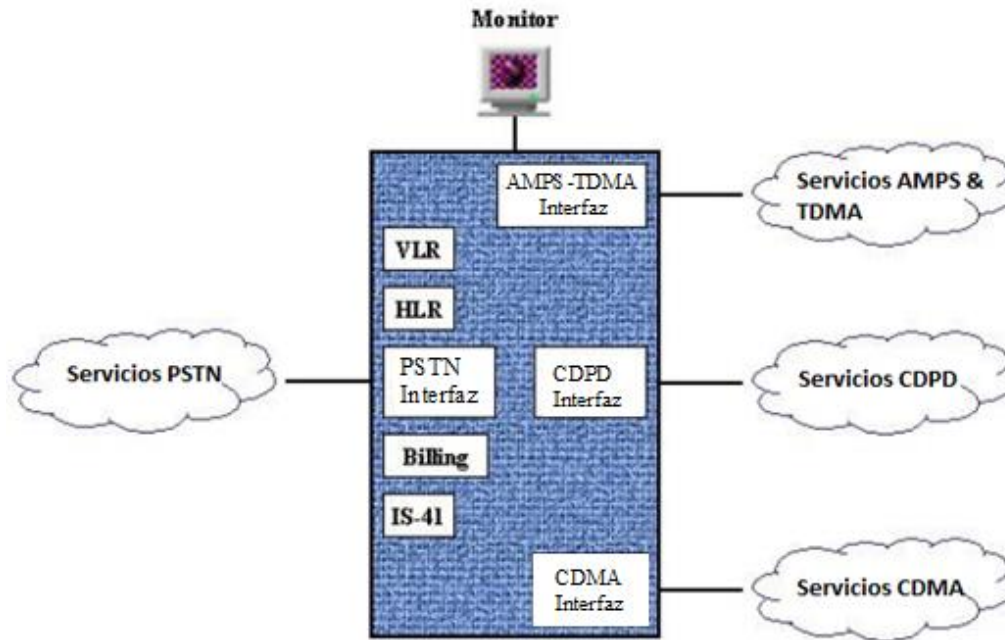 Monitor
AMPS-TDMA
Interfaz
Servicios AMPS &
TDMA
VLR
HLR
Servicios PSTN
PSTN
Interfaz
CDPD
Interfaz
Servicios CDPD
Billing
IS-41
CDMA
Interfaz
Servicios CDMA